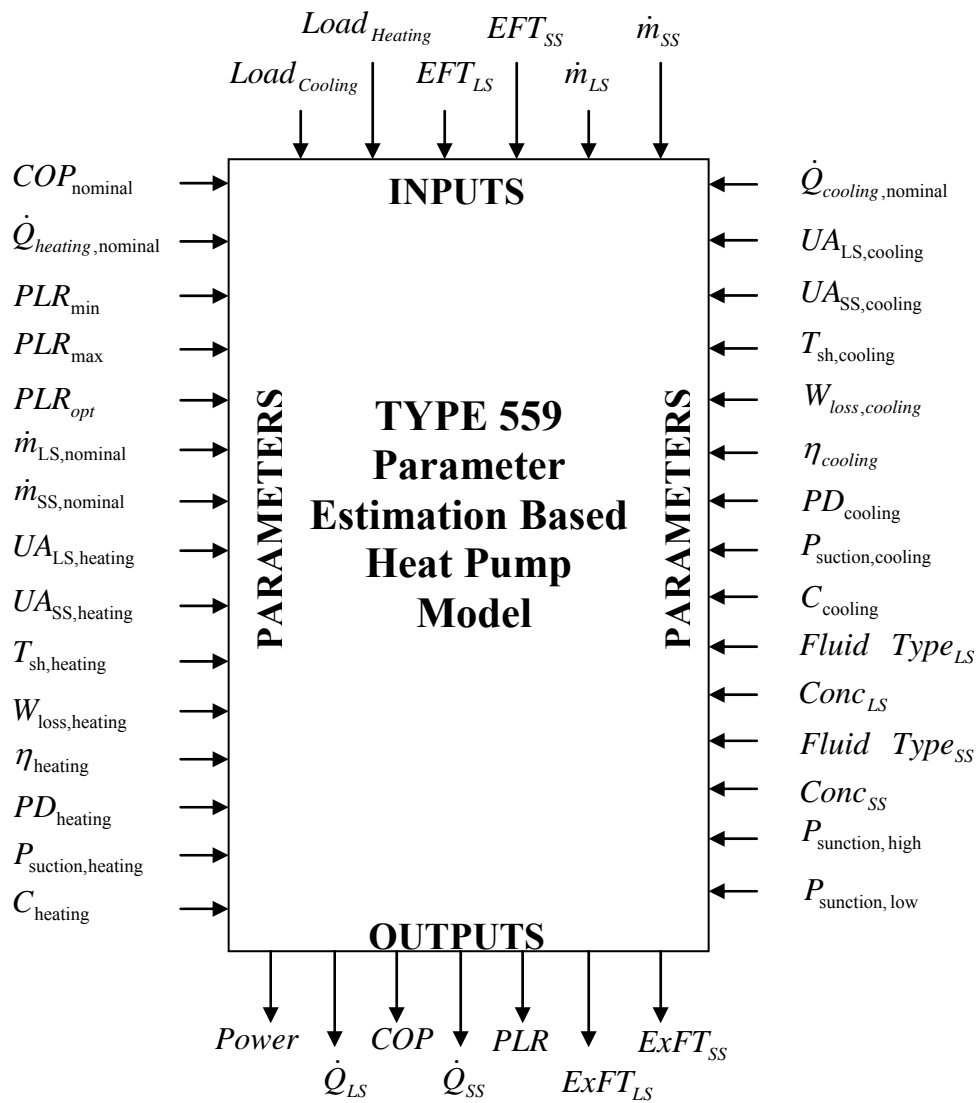 Load_Heating
EFT_SS
ṁ_SS
Load_Cooling
EFT_LS
ṁ_LS
INPUTS
COP_nominal
Q̇_heating,nominal
PLR_min
PLR_max
PLR_opt
ṁ_LS,nominal
ṁ_SS,nominal
UA_LS,heating
UA_SS,heating
T_sh,heating
W_loss,heating
η_heating
PD_heating
P_suction,heating
C_heating
PARAMETERS
TYPE 559
Parameter
Estimation Based
Heat Pump
Model
PARAMETERS
Q̇_cooling,nominal
UA_LS,cooling
UA_SS,cooling
T_sh,cooling
W_loss,cooling
η_cooling
PD_cooling
P_suction,cooling
C_cooling
Fluid Type_LS
Conc_LS
Fluid Type_SS
Conc_SS
P_sunction, high
P_sunction, low
OUTPUTS
Power
COP
PLR
ExFT_SS
Q̇_LS
Q̇_SS
ExFT_LS